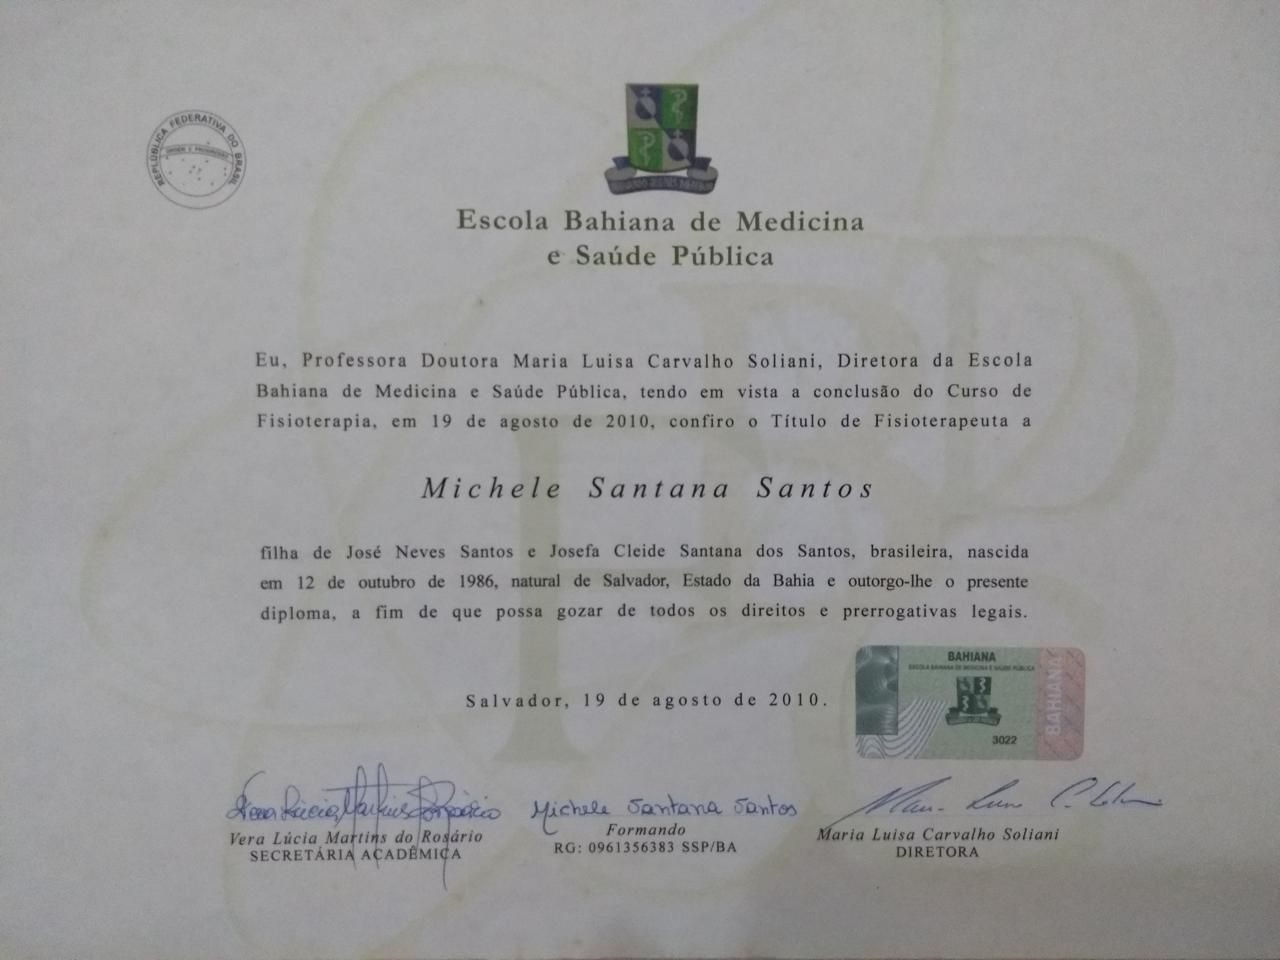 REPÚBLICA FEDERATIVA DO BRASIL
ORDEM E PROGRESSO
Escola Bahiana de Medicina
e Saúde Pública
Eu, Professora Doutora Maria Luisa Carvalho Soliani, Diretora da Escola
Bahiana de Medicina e Saúde Pública, tendo em vista a conclusão do Curso de
Fisioterapia, em 19 de agosto de 2010, confiro o Título de Fisioterapeuta a
Michele Santana Santos
filha de José Neves Santos e Josefa Cleide Santana dos Santos, brasileira, nascida
em 12 de outubro de 1986, natural de Salvador, Estado da Bahia e outorgo-lhe o presente
diploma, a fim de que possa gozar de todos os direitos e prerrogativas legais.
Salvador, 19 de agosto de 2010.
BAHIANA
ESCOLA BAHIANA DE MEDICINA E SAÚDE PÚBLICA
3022
BAHIANA
Vera Lúcia Martins do Rosário
Vera Lúcia Martins do Rosário
SECRETÁRIA ACADÊMICA
Michele Santana Santos
Formando
RG: 0961356383 SSP/BA
Maria Luisa Carvalho Soliani
DIRETORA